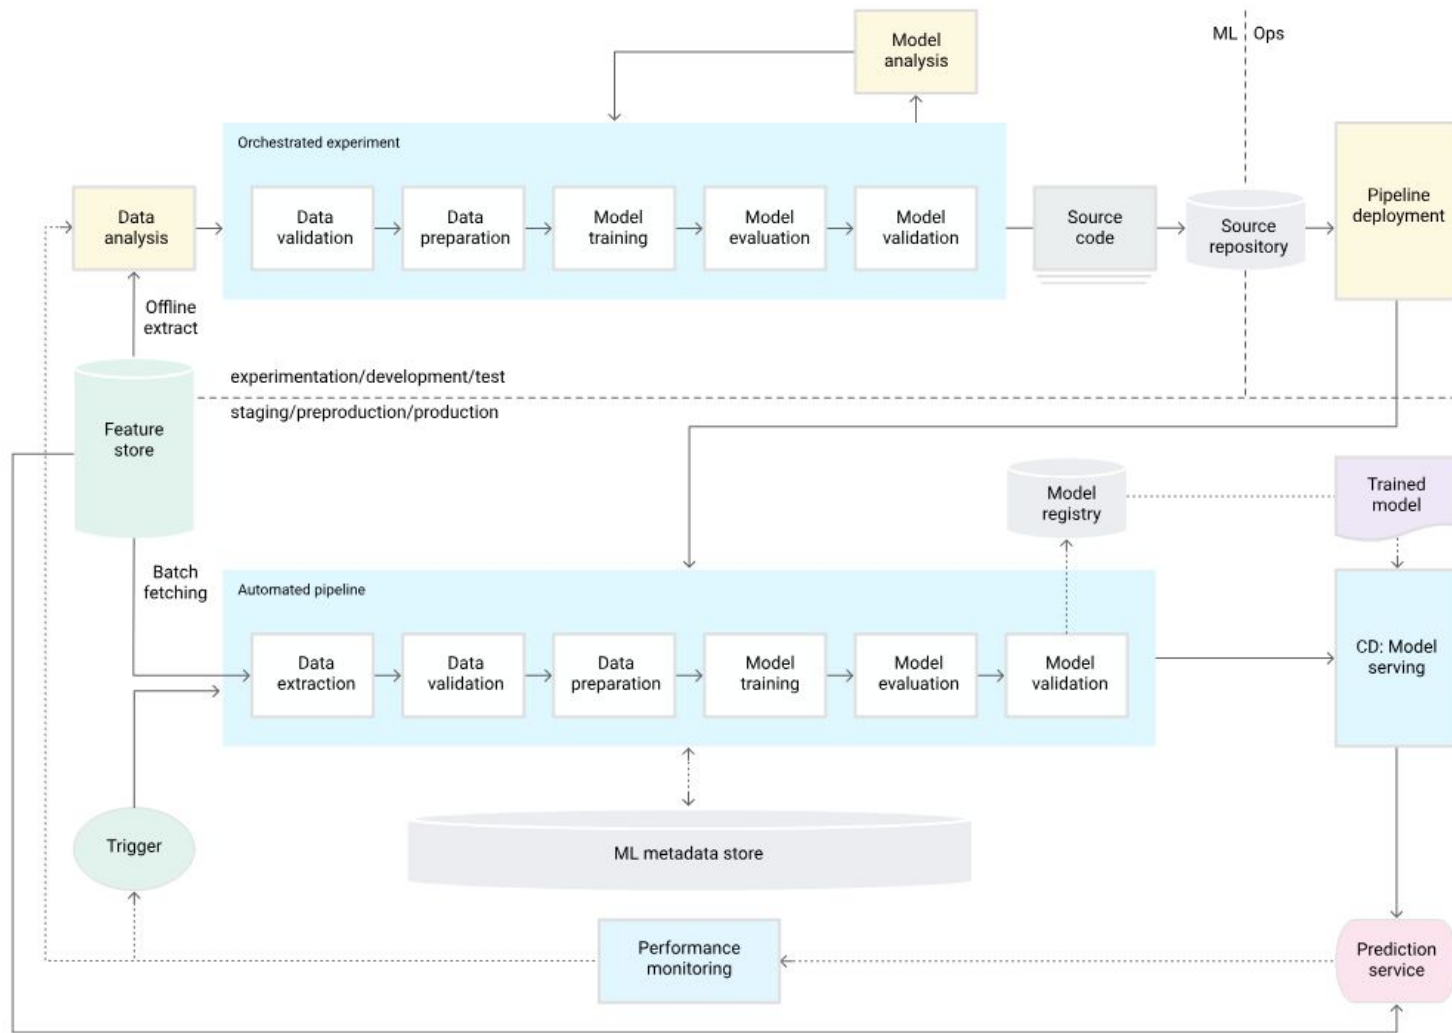 Model
analysis
ML
Ops
Orchestrated experiment
Data
analysis
Data
validation
Data
preparation
Model
training
Model
evaluation
Model
validation
Source
code
Source
repository
Pipeline
deployment
Offline
extract
experimentation/development/test
staging/preproduction/production
Feature
store
Model
registry
Trained
model
Batch
fetching
Automated pipeline
Data
extraction
Data
validation
Data
preparation
Model
training
Model
evaluation
Model
validation
CD: Model
serving
Trigger
ML metadata store
Performance
monitoring
Prediction
service